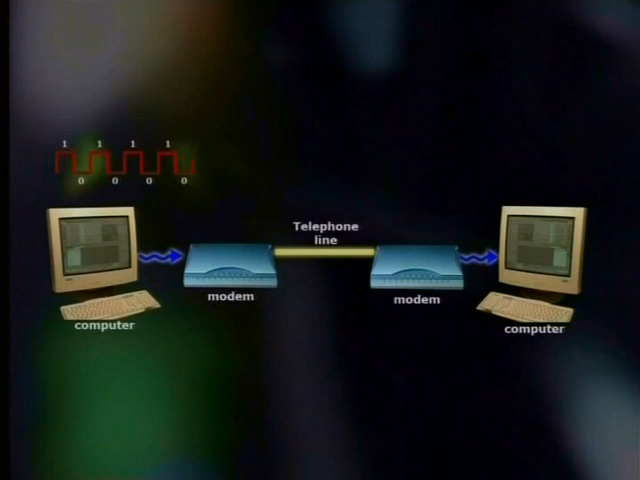 1 1 1 1
0 0 0 0
Telephone
line
modem
modem
computer
computer